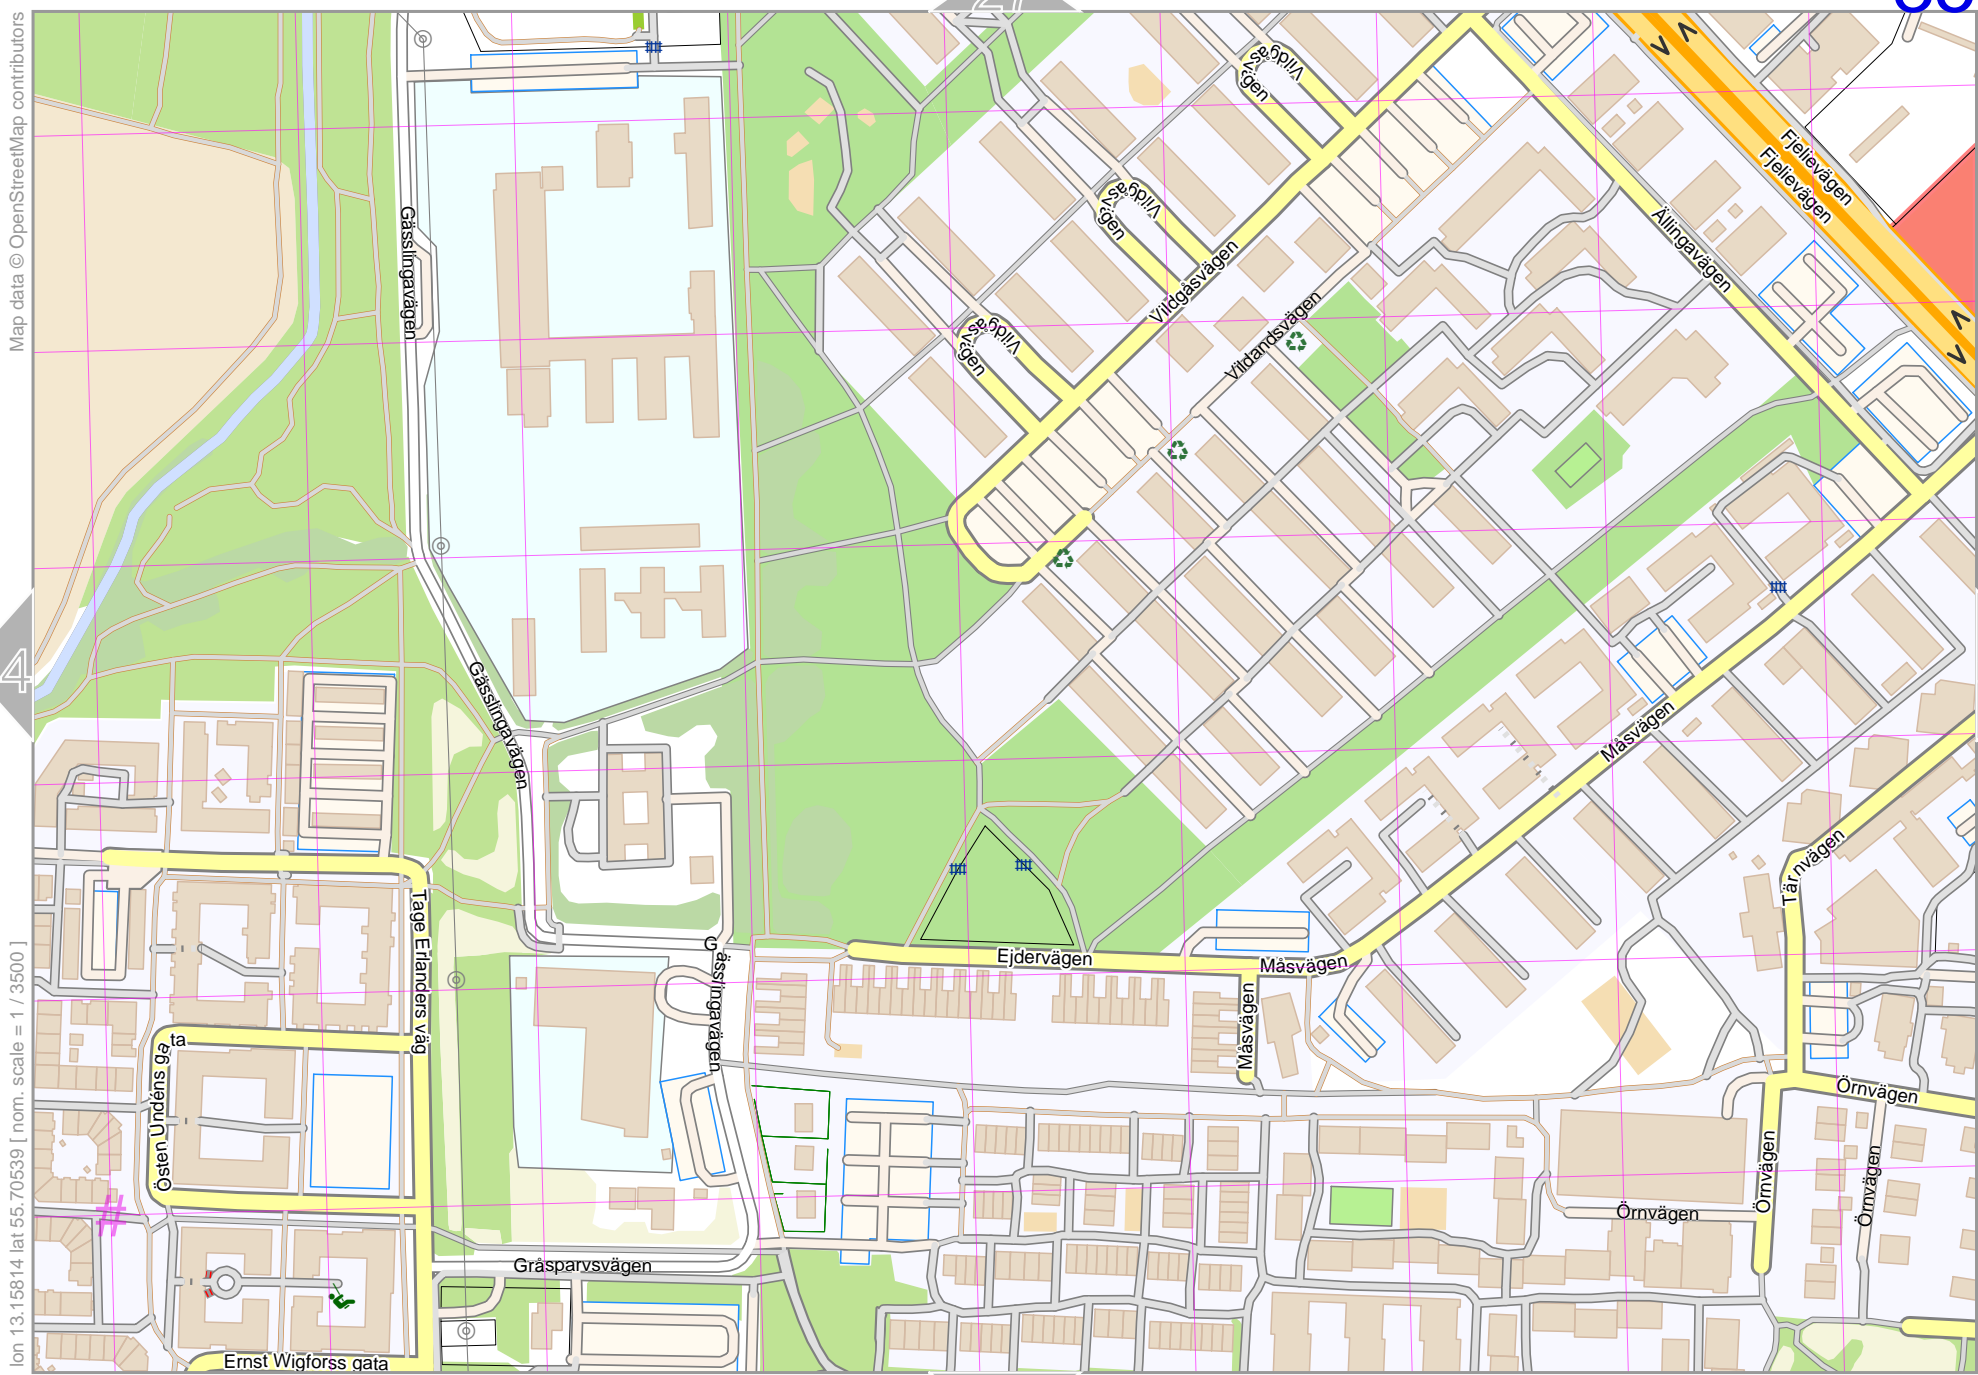 Map data © OpenStreetMap contributors
Vildgåsvägen
Vildgåsvägen
Vildgåsvägen
Fjelievägen
Fjelievägen
Ällingavägen
Gässlingavägen
Vildgåsvägen
Vildandsvägen
4
Gässlingavägen
Måsvägen
Tärnvägen
Tage Erlanders väg
Gässlingavägen
Ejdervägen
Måsvägen
Måsvägen
Östen Undéns gata
Örnvägen
Örnvägen
Örnvägen
Örnvägen
Gråsparvsvägen
Ernst Wigforss gata
lon 13.15814 lat 55.70539 [ nom. scale = 1 / 3500 ]